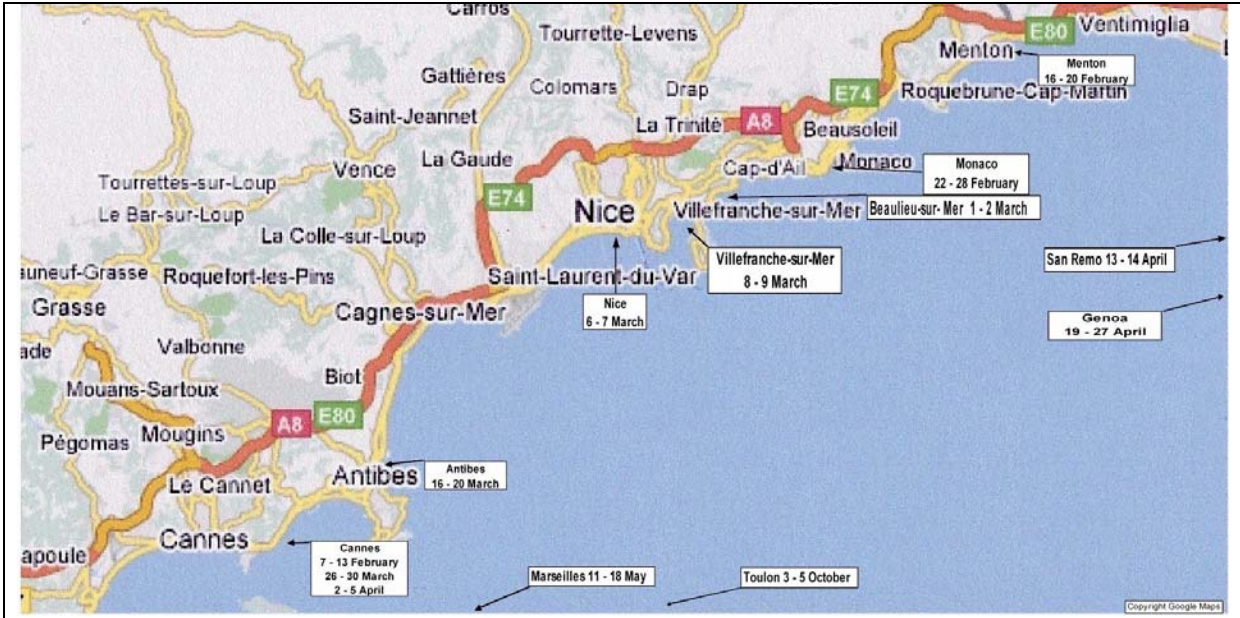 Carros
Tourrette-Levens
E80
Ventimiglia
Menton
Menton
16 - 20 February
Gattières
Colomars
Drap
E74
Roquebrune-Cap-Martin
Saint-Jeannet
La Trinité
A8
Beausoleil
La Gaude
Vence
Cap-d'Ail
Monaco
Monaco
22 - 28 February
Tourrettes-sur-Loup
E74
Nice
Villefranche-sur-Mer
Beaulieu-sur- Mer 1 - 2 March
Le Bar-sur-Loup
La Colle-sur-Loup
Villefranche-sur-Mer
8 - 9 March
San Remo 13 - 14 April
auneuf-Grasse
Roquefort-les-Pins
Saint-Laurent-du-Var
Nice
6 - 7 March
Grasse
Cagnes-sur-Mer
Genoa
19 - 27 April
ade
Valbonne
Biot
Mouans-Sartoux
A8
E80
Pégomas
Mougins
Le Cannet
Antibes
Antibes
16 - 20 March
Cannes
apoule
Cannes
7 - 13 February
26 - 30 March
2 - 5 April
Marseilles 11 - 18 May
Toulon 3 - 5 October
Copyright Google Maps